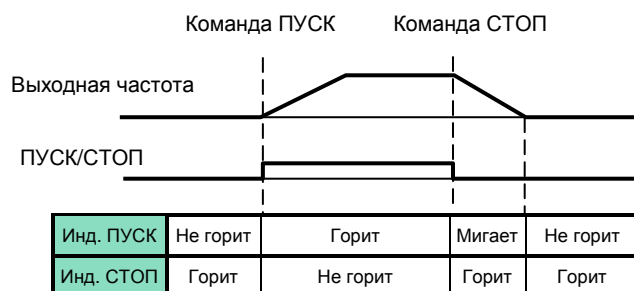 Команда ПУСК Команда СТОП
Выходная частота
ПУСК/СТОП
Инд. ПУСК Не горит Горит Мигает Не горит
Инд. СТОП Горит Не горит Горит Горит